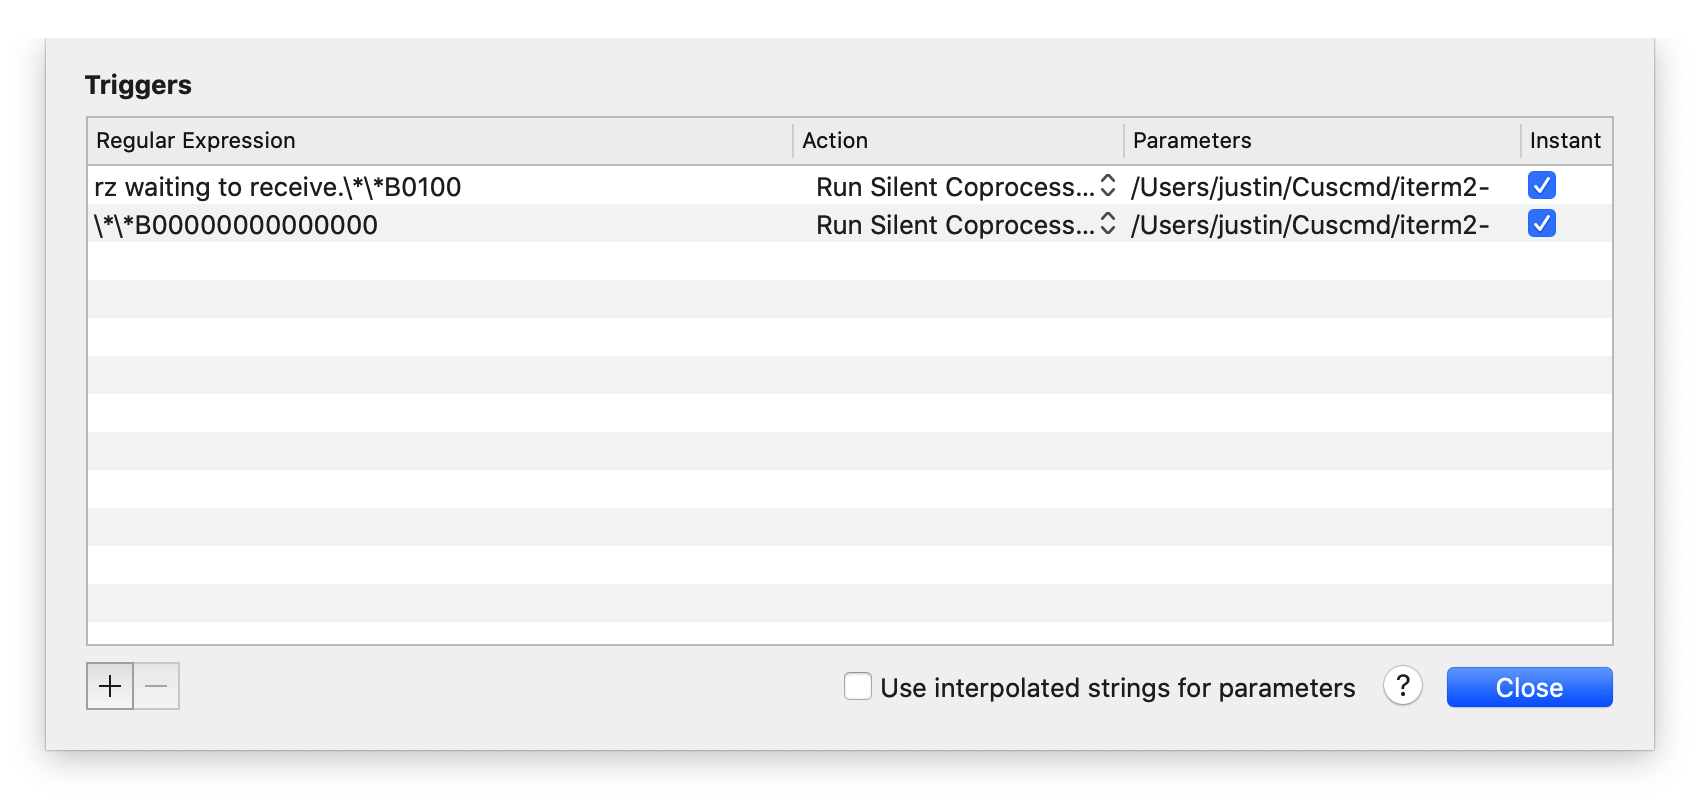 Triggers
Regular Expression Action Parameters Instant
rz waiting to receive.\*\*B0100 Run Silent Coprocess... /Users/justin/Cuscmd/iterm2-
\*\*B00000000000000 Run Silent Coprocess... /Users/justin/Cuscmd/iterm2-
Use interpolated strings for parameters ? Close